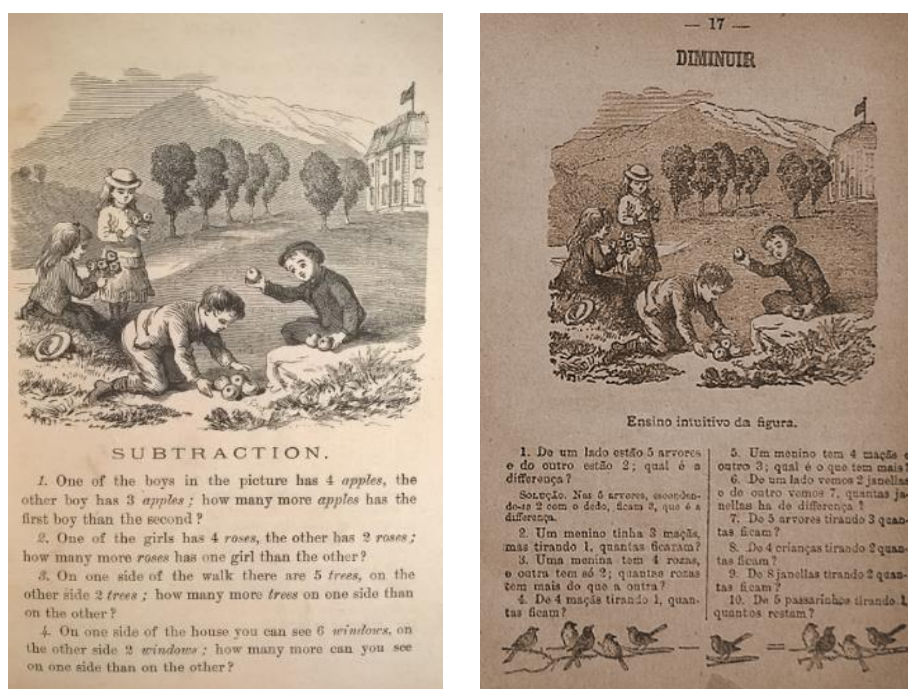 SUBTRACTION.
1. One of the boys in the picture has 4 apples, the
other boy has 3 apples; how many more apples has the
first boy than the second?
2. One of the girls has 4 roses, the other has 2 roses;
how many more roses has one girl than the other?
3. On one side of the walk there are 5 trees, on the
other side 2 trees; how many more trees on one side than
on the other?
4. On one side of the house you can see 6 windows, on
the other side 2 windows; how many more can you see
on one side than on the other?
— 17 —
DIMINUIR
Ensino intuitivo da figura.
1. De um lado estão 5 arvores
e do outro estão 2; qual é a
differença?
SOLUÇÃO. Nas 5 arvores, esconden-
do-se 2 com o dedo, ficam 3, que é a
differença.
2. Um menino tinha 3 maçãs,
mas tirando 1, quantas ficaram?
3. Uma menina tem 4 rozas,
e outra tem só 2; quantas rozas
tem mais do que a outra?
4. De 4 maçãs tirando 1, quan-
tas ficam?
5. Um menino tem 4 maçãs e
outro 3; qual é o que tem mais?
6. De um lado vemos 2 janellas
e do outro vemos 7, quantas ja-
nellas ha de differença?
7. De 5 arvores tirando 3 quan-
tas ficam?
8. De 4 crianças tirando 2 quan-
tas ficam?
9. De 8 janellas tirando 2 quan-
tas ficam?
10. De 5 passarinhos tirando 1,
quantos restam?
— =